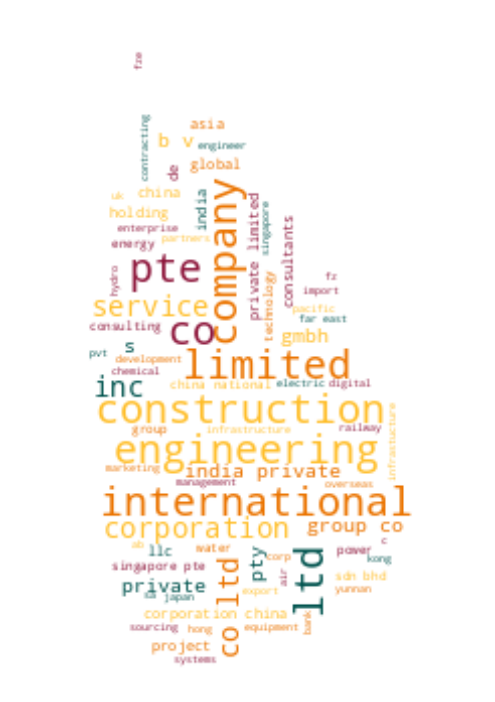 fze
contracting
asia
b v
engineer
de
global
uk
china
india
company
private limited
singapore
holding
enterprise
consultants
energy
partners
pte
hydro
technology
fz
import
service
pacific
far east
consulting
co
gmbh
s
pvt
development
limited
chemical
inc
china national
electric
digital
construction
infrastructure
group
infrastructure
railway
engineering
marketing
india private
management
overseas
international
corporation
group co
ab
llc
water
co ltd
pty
corp
ltd
power
c
kong
singapore pte
air
sdn bhd
private
sa
japan
export
yunnan
corporation china
sourcing
hong
equipment
bank
project
systems